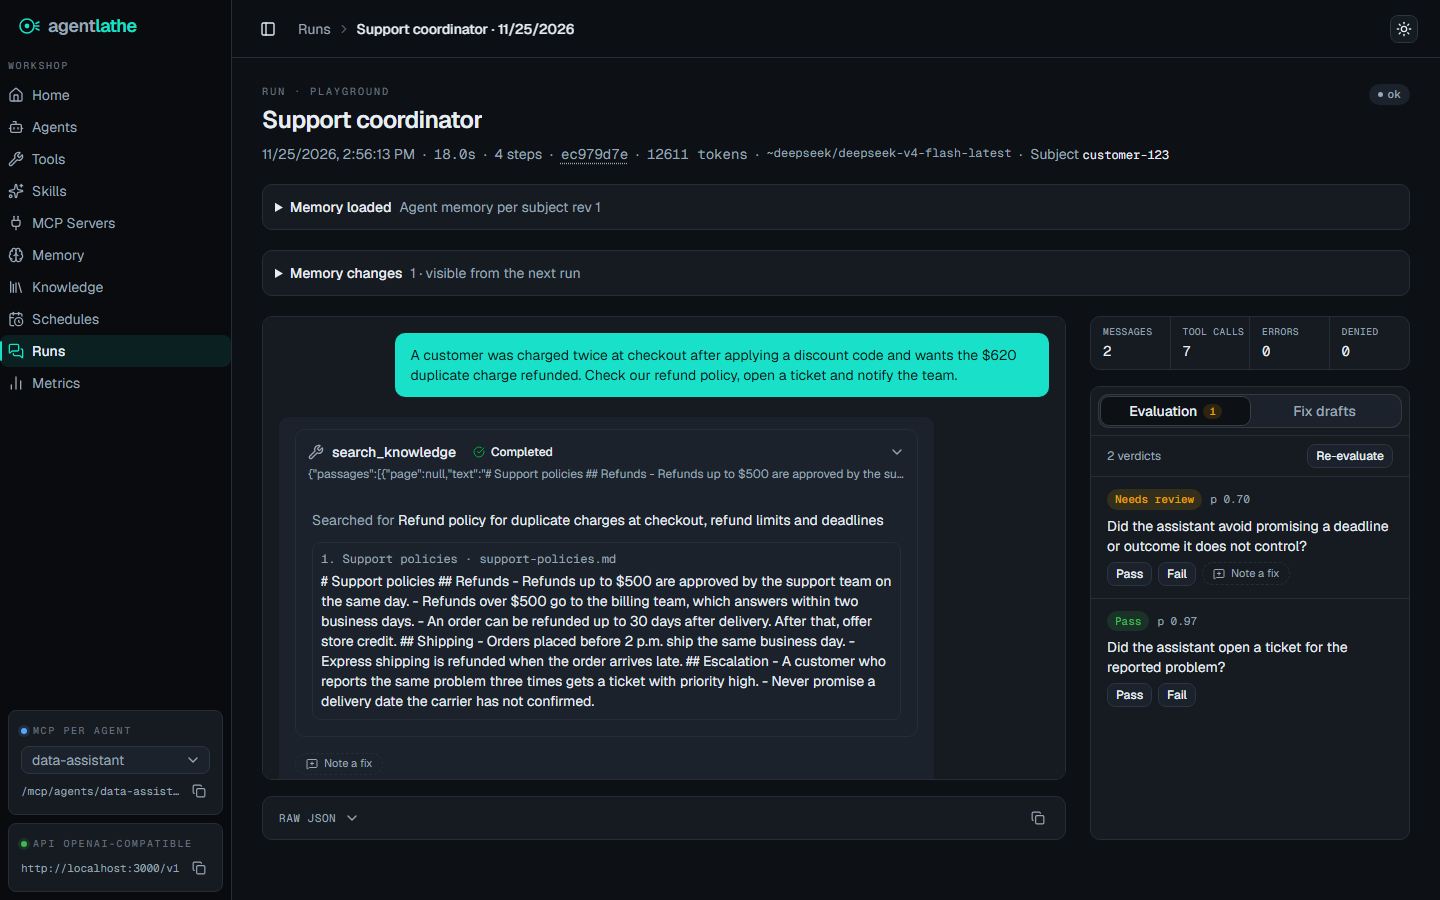 agentlathe
WORKSHOP
Home
Agents
Tools
Skills
MCP Servers
Memory
Knowledge
Schedules
Runs
Metrics
MCP PER AGENT
data-assistant
/mcp/agents/data-assist…
API OPENAI-COMPATIBLE
http://localhost:3000/v1
Runs > Support coordinator · 11/25/2026
RUN · PLAYGROUND
ok
Support coordinator
11/25/2026, 2:56:13 PM · 18.0s · 4 steps · ec979d7e · 12611 tokens · ~deepseek/deepseek-v4-flash-latest · Subject customer-123
Memory loaded Agent memory per subject rev 1
Memory changes 1 · visible from the next run
A customer was charged twice at checkout after applying a discount code and wants the $620
duplicate charge refunded. Check our refund policy, open a ticket and notify the team.
search_knowledge Completed
{"passages":[{"page":null,"text":"# Support policies ## Refunds - Refunds up to $500 are approved by the su…
Searched for Refund policy for duplicate charges at checkout, refund limits and deadlines
1. Support policies · support-policies.md
# Support policies ## Refunds - Refunds up to $500 are approved by the support team on
the same day. - Refunds over $500 go to the billing team, which answers within two
business days. - An order can be refunded up to 30 days after delivery. After that, offer
store credit. ## Shipping - Orders placed before 2 p.m. ship the same business day. -
Express shipping is refunded when the order arrives late. ## Escalation - A customer who
reports the same problem three times gets a ticket with priority high. - Never promise a
delivery date the carrier has not confirmed.
Note a fix
RAW JSON
MESSAGES TOOL CALLS ERRORS DENIED
2 7 0 0
Evaluation 1 Fix drafts
2 verdicts Re-evaluate
Needs review p 0.70
Did the assistant avoid promising a deadline
or outcome it does not control?
Pass Fail Note a fix
Pass p 0.97
Did the assistant open a ticket for the
reported problem?
Pass Fail